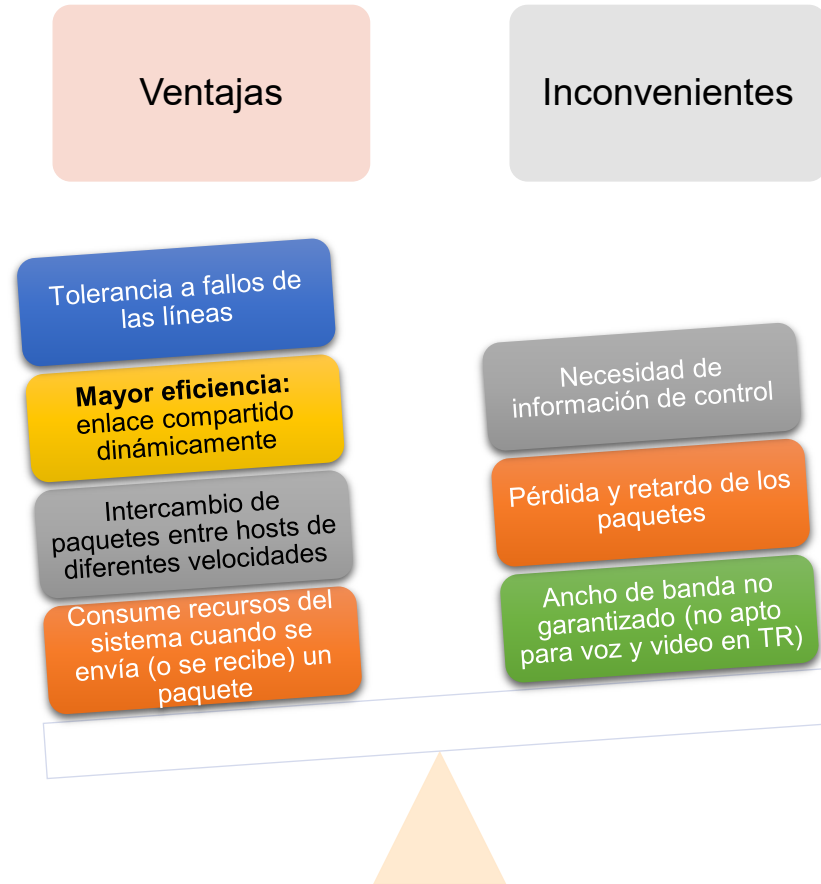 Ventajas
Inconvenientes
Tolerancia a fallos de
las líneas
Mayor eficiencia:
enlace compartido
dinámicamente
Intercambio de
paquetes entre hosts de
diferentes velocidades
Consume recursos del
sistema cuando se
envía (o se recibe) un
paquete
Necesidad de
información de control
Pérdida y retardo de los
paquetes
Ancho de banda no
garantizado (no apto
para voz y video en TR)